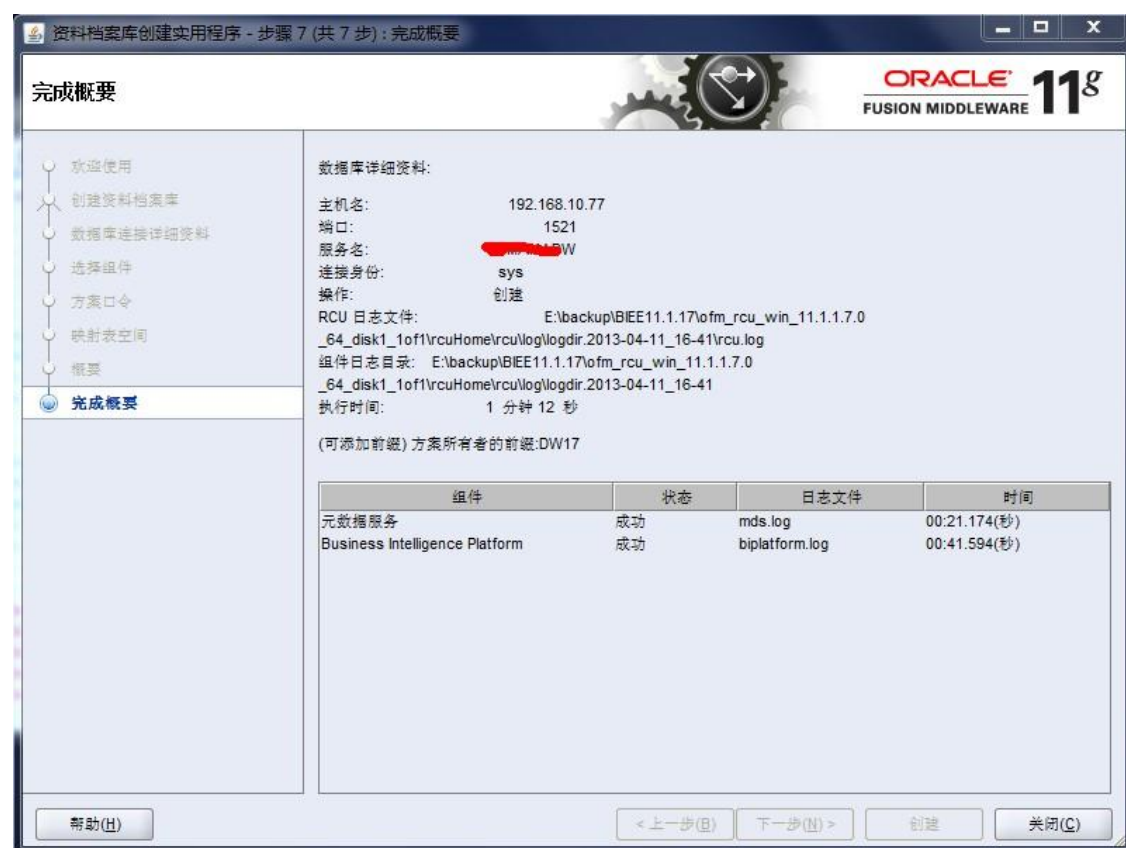 资料档案库创建实用程序 - 步骤 7 (共 7 步) : 完成概要
完成概要
ORACLE
FUSION MIDDLEWARE 11g
欢迎使用
创建资料档案库
数据库连接详细资料
选择组件
方案口令
映射表空间
概要
完成概要
数据库详细资料:
主机名: 192.168.10.77
端口: 1521
服务名: W
连接身份: sys
操作: 创建
RCU 日志文件: E:\backup\BIEE11.1.17\ofm_rcu_win_11.1.1.7.0
_64_disk1_1of1\rcuHome\rcu\log\logdir.2013-04-11_16-41\rcu.log
组件日志目录: E:\backup\BIEE11.1.17\ofm_rcu_win_11.1.1.7.0
_64_disk1_1of1\rcuHome\rcu\log\logdir.2013-04-11_16-41
执行时间: 1 分钟 12 秒
(可添加前缀) 方案所有者的前缀:DW17
组件 状态 日志文件 时间
元数据服务 成功 mds.log 00:21.174(秒)
Business Intelligence Platform 成功 biplatform.log 00:41.594(秒)
帮助(H) < 上一步(B) 下一步(N) > 创建 关闭(C)